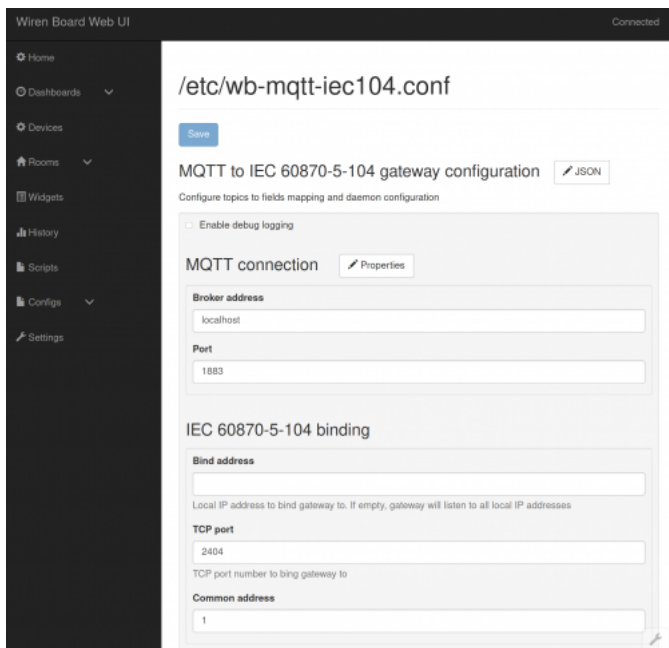 Wiren Board Web UI
Connected
Home
Dashboards
Devices
Rooms
Widgets
History
Scripts
Configs
Settings
/etc/wb-mqtt-iec104.conf
Save
MQTT to IEC 60870-5-104 gateway configuration
JSON
Configure topics to fields mapping and daemon configuration
Enable debug logging
MQTT connection
Properties
Broker address
localhost
Port
1883
IEC 60870-5-104 binding
Bind address
Local IP address to bind gateway to. If empty, gateway will listen to all local IP addresses
TCP port
2404
TCP port number to bing gateway to
Common address
1